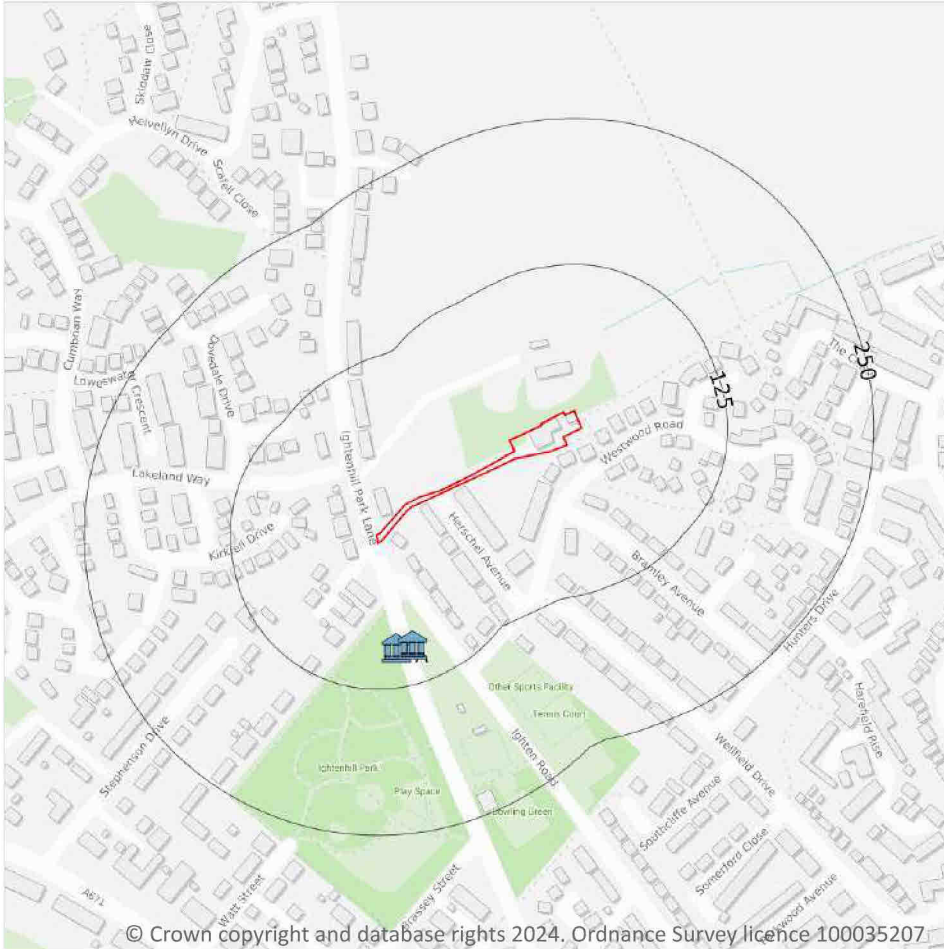 Skiddaw Close
Helvellyn Drive
Scafell Close
Cumbrian Way
Covedale Drive
Loweswater Crescent
Lakeland Way
Ightenhill Park Lane
Kirkfell Drive
Herschel Avenue
Westwood Road
The C
125
250
Bramley Avenue
Hunters Drive
Harefield Rise
Other Sports Facility
Tennis Court
Ighten Road
Stephenson Drive
Ightenhill Park
Play Space
Bowling Green
Wellfield Drive
Southcliffe Avenue
Somerford Close
Watt Street
Brassey Street
A671
© Crown copyright and database rights 2024. Ordnance Survey licence 100035207